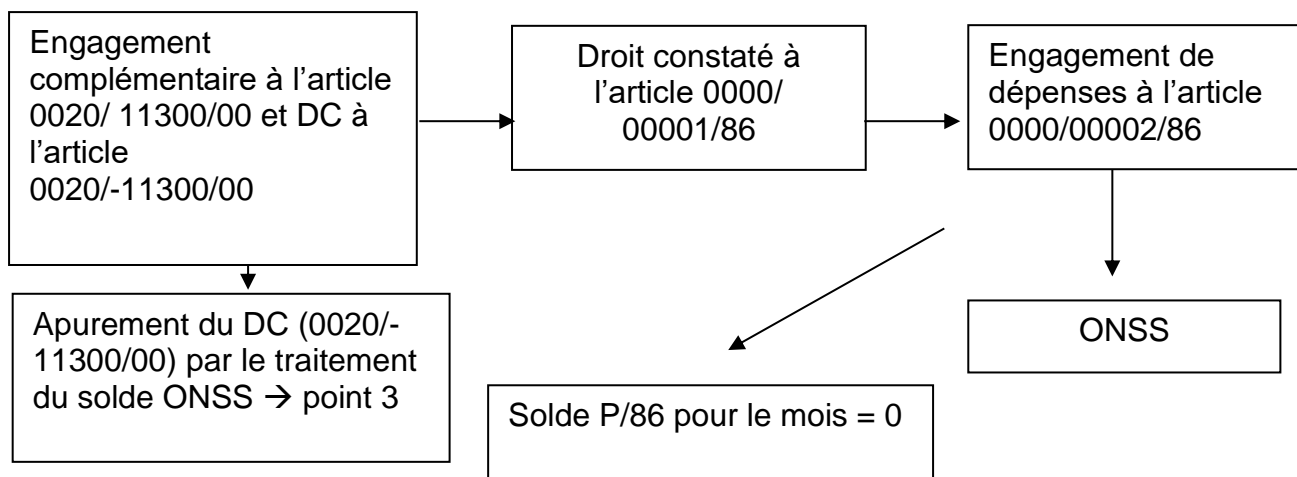 Engagement
complémentaire à l’article
0020/ 11300/00 et DC à
l’article
0020/-11300/00
Droit constaté à
l’article 0000/
00001/86
Engagement de
dépenses à l’article
0000/00002/86
Apurement du DC (0020/-
11300/00) par le traitement
du solde ONSS → point 3
Solde P/86 pour le mois = 0
ONSS